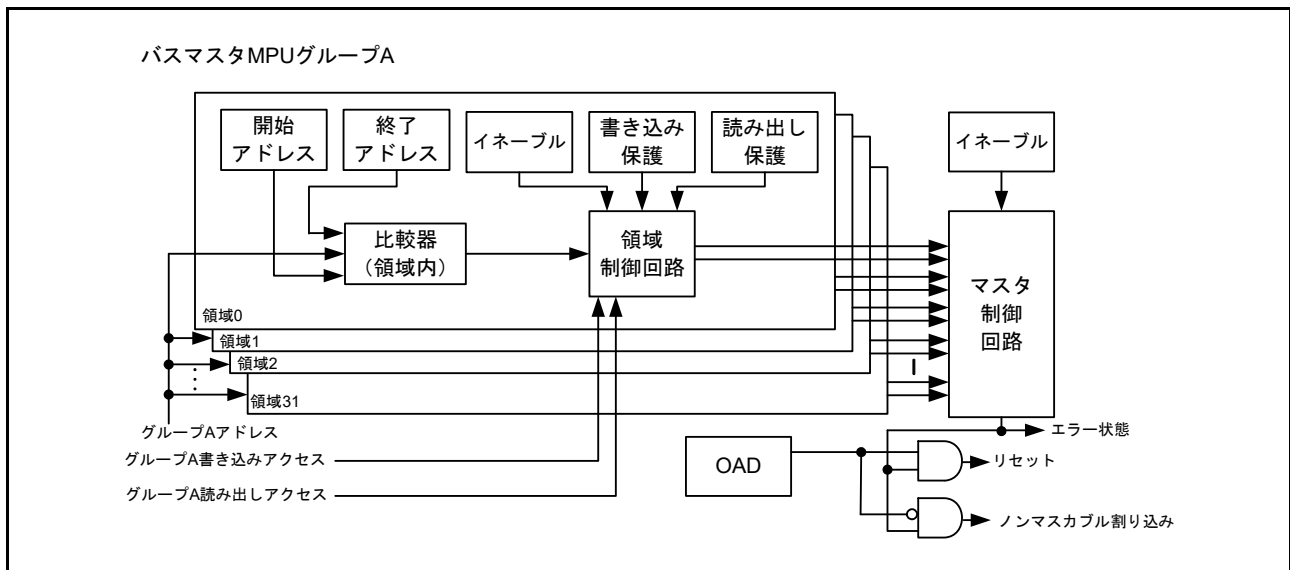 バスマスタMPUグループA
開始
アドレス
終了
アドレス
イネーブル
書き込み
保護
読み出し
保護
イネーブル
比較器
（領域内）
領域
制御回路
マスタ
制御
回路
領域0
領域1
領域2
領域31
グループAアドレス
グループA書き込みアクセス
グループA読み出しアクセス
OAD
エラー状態
リセット
ノンマスカブル割り込み